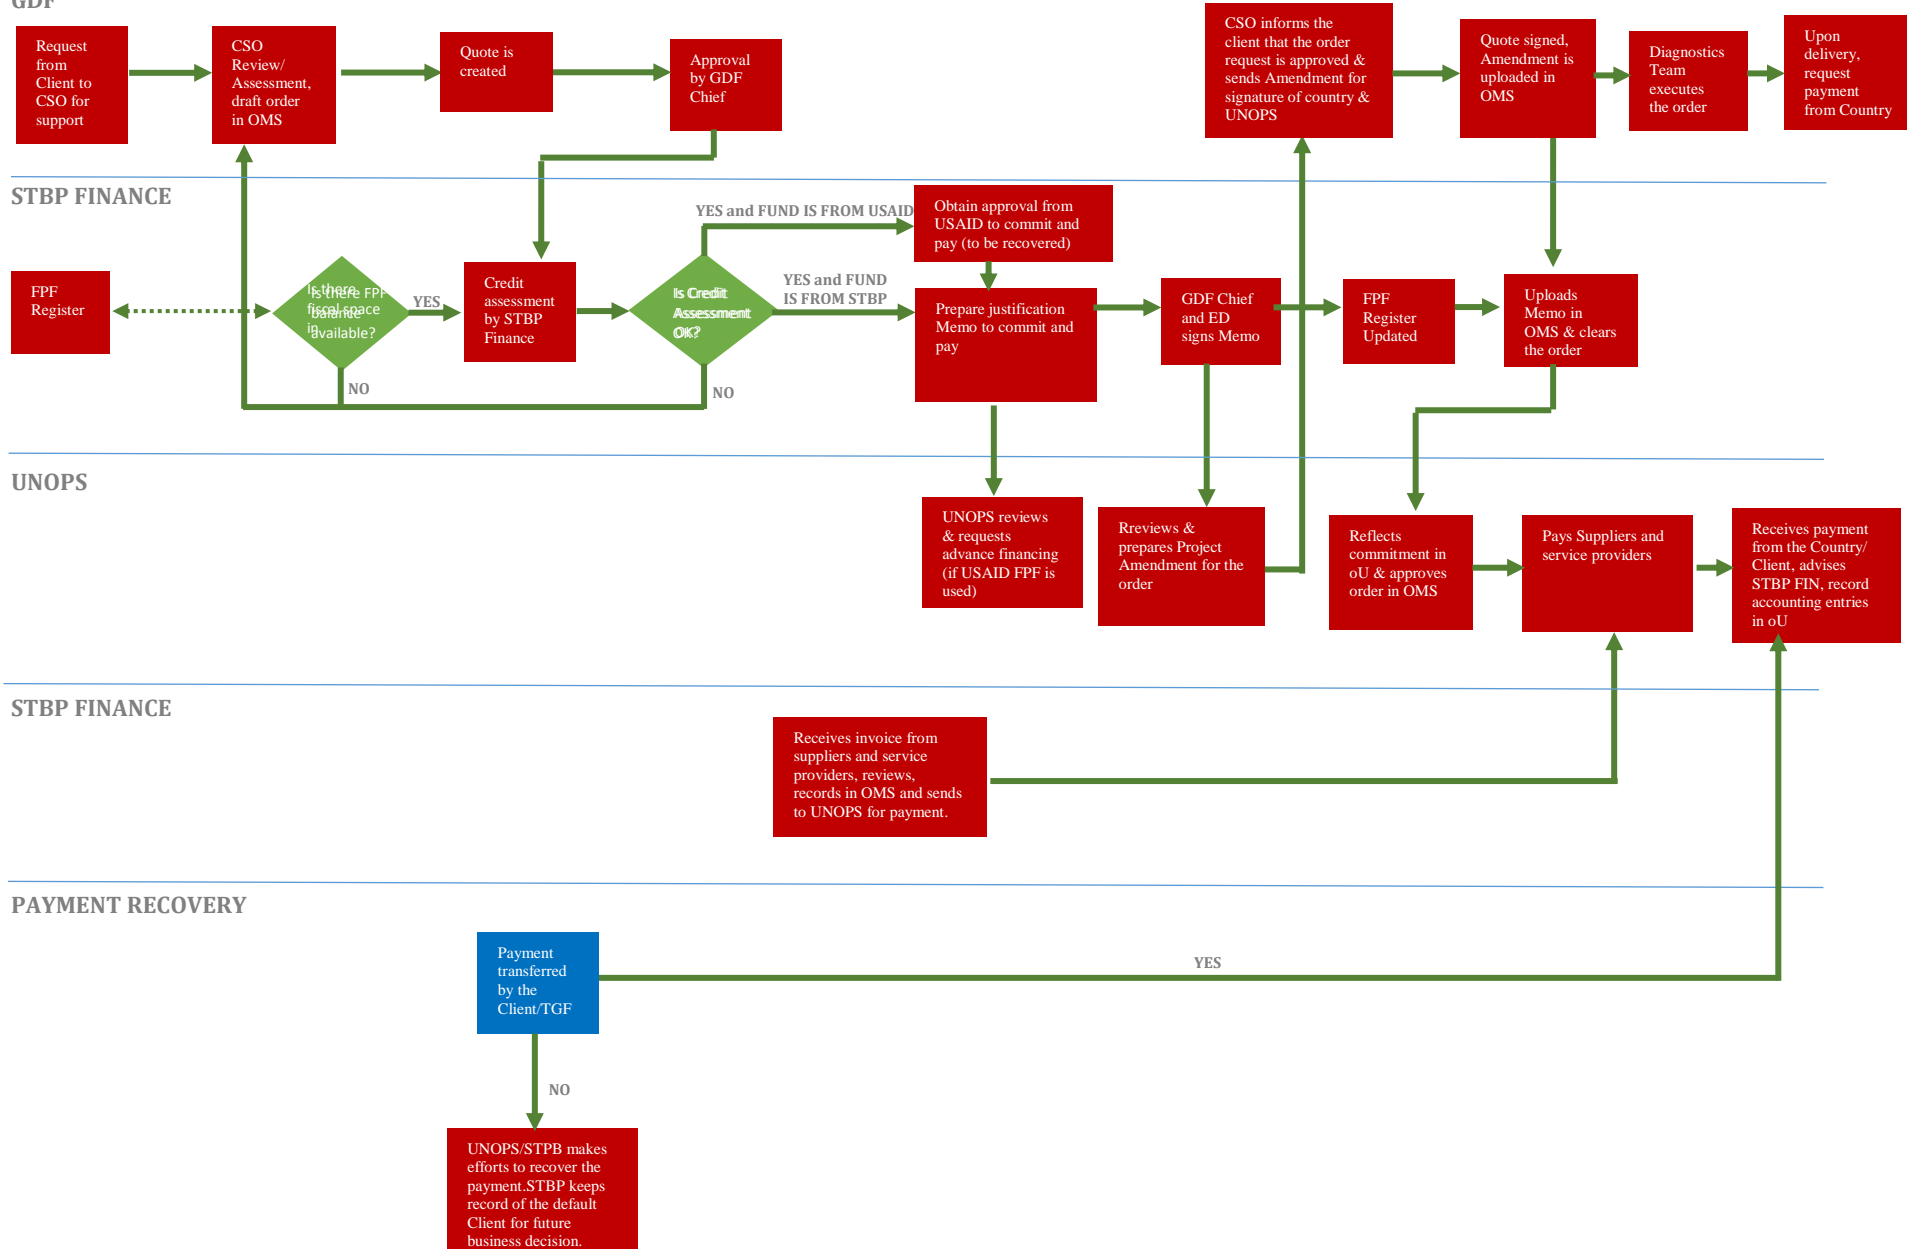 GDF
Request
from
Client to
CSO for
support
CSO
Review/
Assessment,
draft order
in OMS
Quote is
created
Approval
by GDF
Chief
CSO informs the
client that the order
request is approved &
sends Amendment for
signature of country &
UNOPS
Quote signed,
Amendment is
uploaded in
OMS
Diagnostics
Team
executes
the order
Upon
delivery,
request
payment
from Country
STBP FINANCE
FPF
Register
Is there
fiscal space
in
Is there FPF
balance
available?
YES
NO
Credit
assessment
by STBP
Finance
Is Credit
Assessment
OK?
NO
YES and FUND IS FROM USAID
YES and FUND
IS FROM STBP
Obtain approval from
USAID to commit and
pay (to be recovered)
Prepare justification
Memo to commit and
pay
GDF Chief
and ED
signs Memo
FPF
Register
Updated
Uploads
Memo in
OMS & clears
the order
UNOPS
UNOPS reviews
& requests
advance financing
(if USAID FPF is
used)
Rreviews &
prepares Project
Amendment for the
order
Reflects
commitment in
oU & approves
order in OMS
Pays Suppliers and
service providers
Receives payment
from the Country/
Client, advises
STBP FIN, record
accounting entries
in oU
STBP FINANCE
Receives invoice from
suppliers and service
providers, reviews,
records in OMS and sends
to UNOPS for payment.
PAYMENT RECOVERY
Payment
transferred
by the
Client/TGF
YES
NO
UNOPS/STPB makes
efforts to recover the
payment.STBP keeps
record of the default
Client for future
business decision.